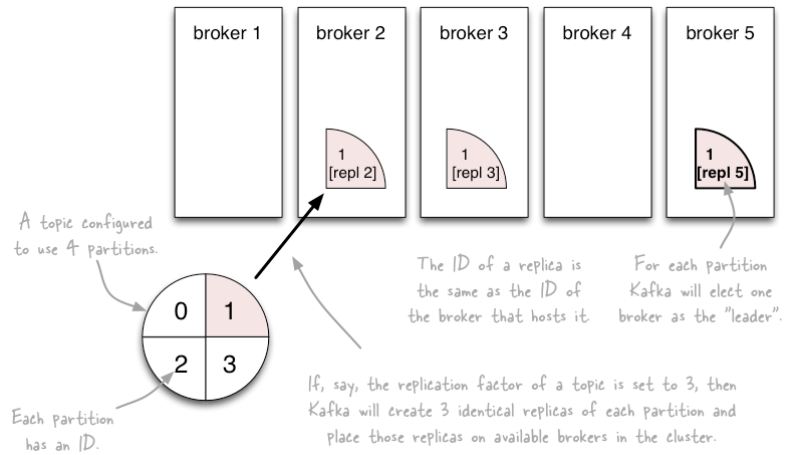 broker 1
broker 2
broker 3
broker 4
broker 5
1
[repl 2]
1
[repl 3]
1
[repl 5]
A topic configured
to use 4 partitions.
0
1
2
3
Each partition
has an ID.
The ID of a replica is
the same as the ID of
the broker that hosts it
For each partition
Kafka will elect one
broker as the "leader".
If, say, the replication factor of a topic is set to 3, then
Kafka will create 3 identical replicas of each partition and
place those replicas on available brokers in the cluster.